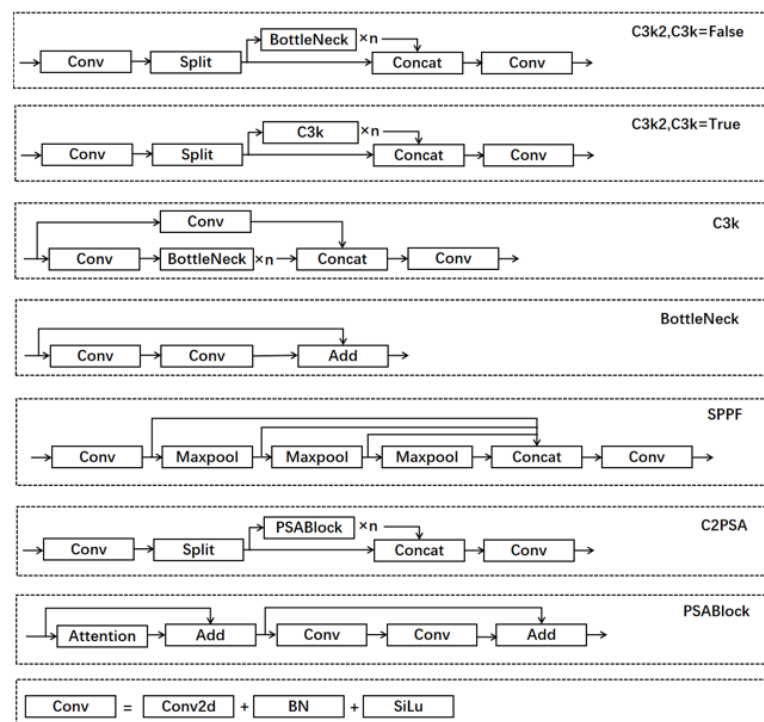 BottleNeck ×n C3k2,C3k=False
Conv Split Concat Conv
C3k ×n C3k2,C3k=True
Conv Split Concat Conv
Conv C3k
Conv BottleNeck ×n Concat Conv
BottleNeck
Conv Conv Add
SPPF
Conv Maxpool Maxpool Maxpool Concat Conv
PSABlock ×n C2PSA
Conv Split Concat Conv
PSABlock
Attention Add Conv Conv Add
Conv = Conv2d + BN + SiLu